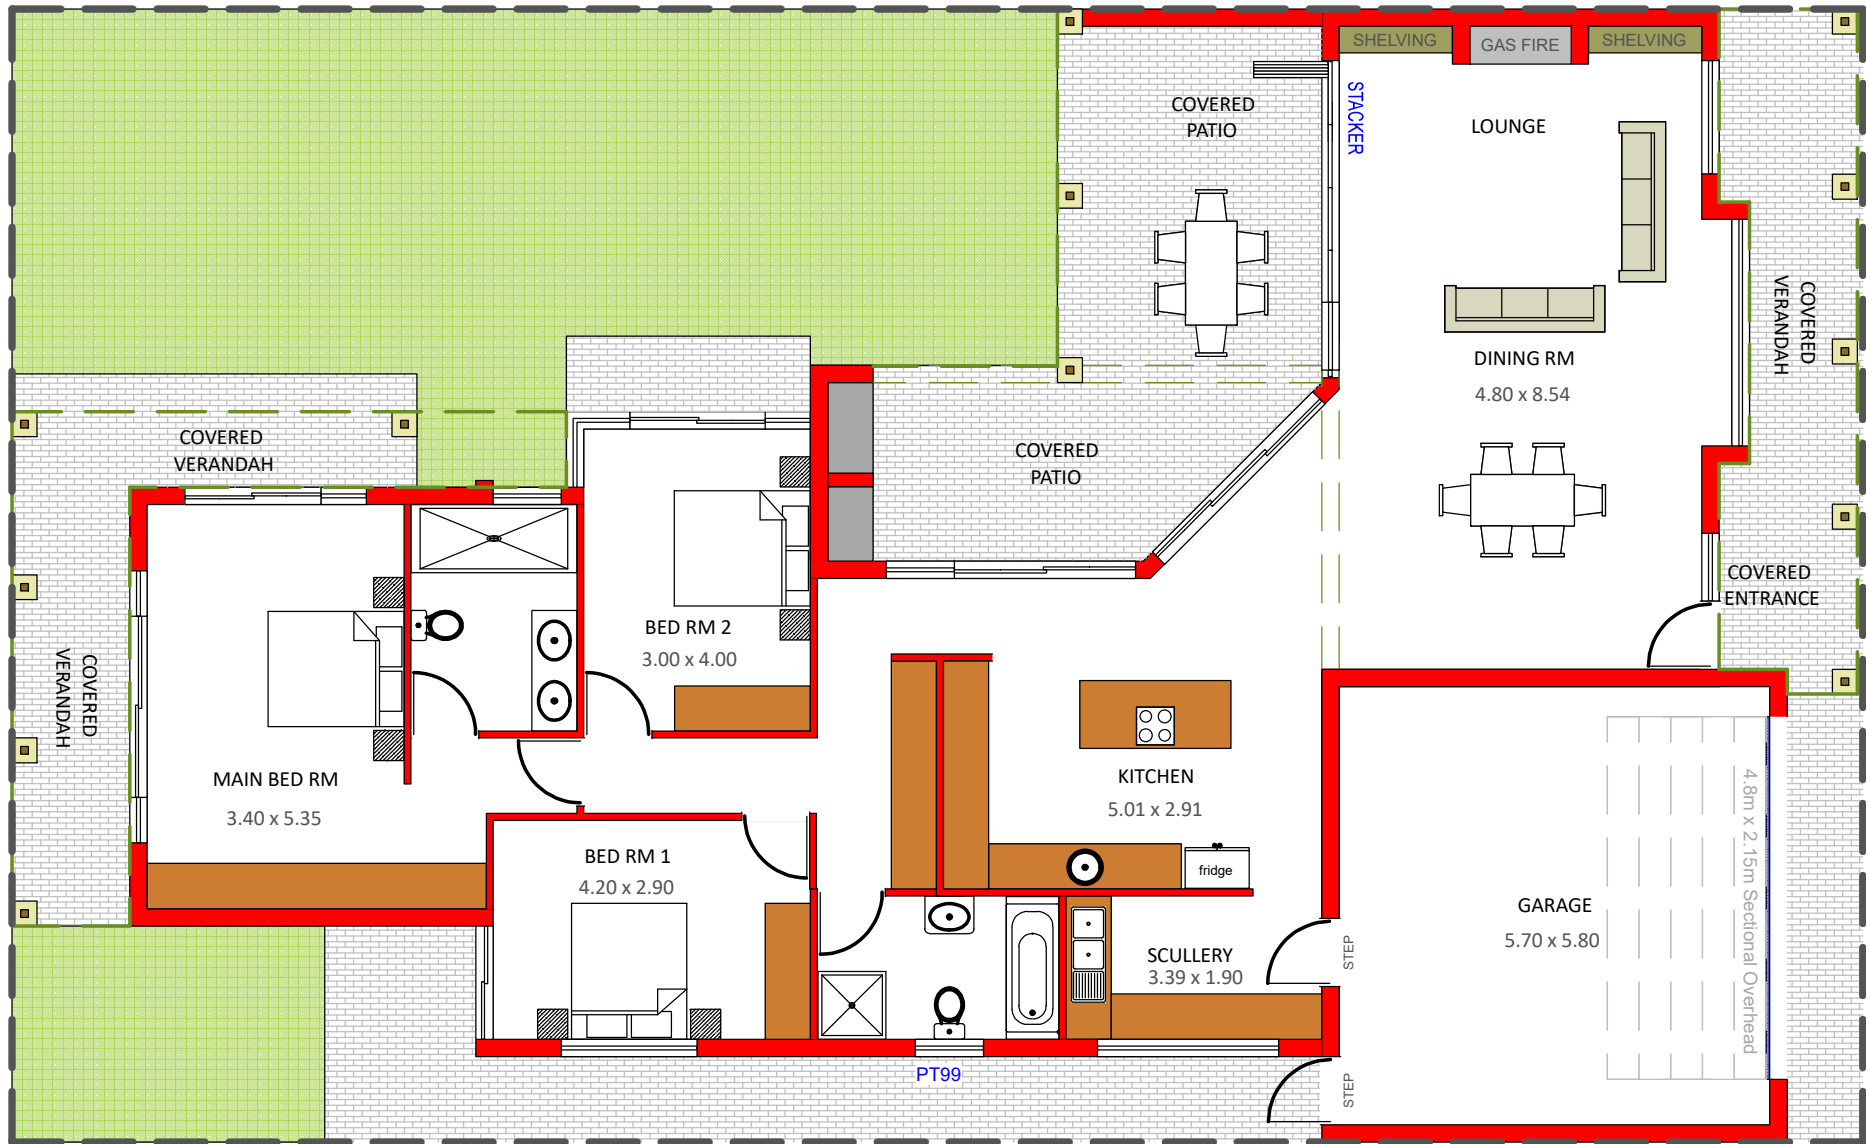 SHELVING
GAS FIRE
SHELVING
COVERED
PATIO
STACKER
LOUNGE
COVERED
VERANDAH
DINING RM
4.80 x 8.54
COVERED
VERANDAH
COVERED
PATIO
COVERED
ENTRANCE
BED RM 2
3.00 x 4.00
COVERED
VERANDAH
MAIN BED RM
3.40 x 5.35
KITCHEN
5.01 x 2.91
4.8m x 2.15m Sectional Overhead
BED RM 1
4.20 x 2.90
fridge
GARAGE
5.70 x 5.80
SCULLERY
3.39 x 1.90
STEP
PT99
STEP